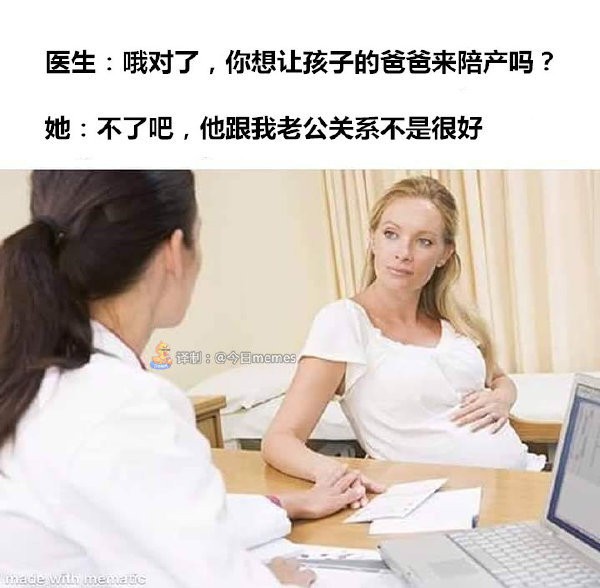 医生：哦对了，你想让孩子的爸爸来陪产吗？
她：不了吧，他跟我老公关系不是很好
译制：@今日memes
made with mematic